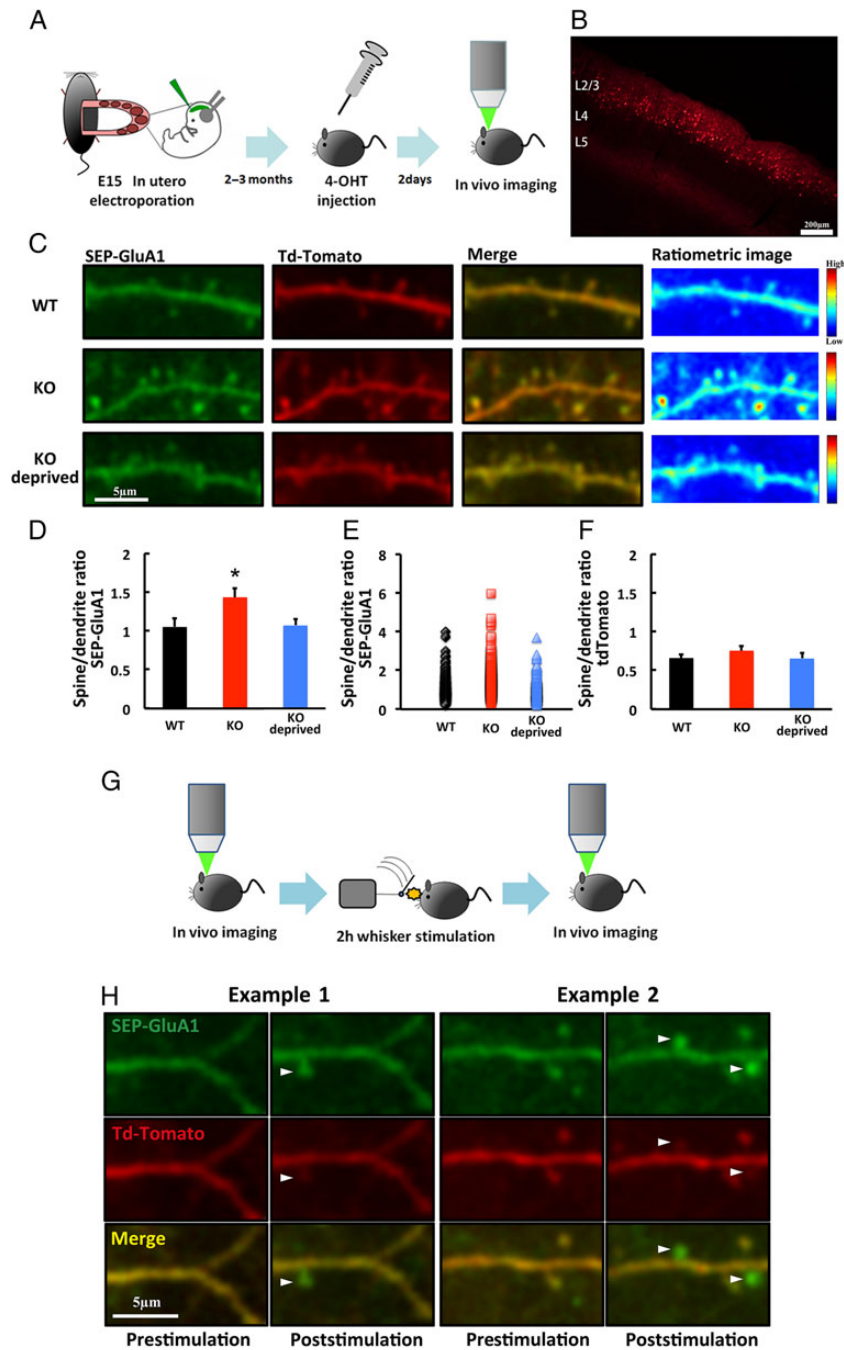 A
E15 In utero
electroporation
2–3 months
4-OHT
injection
2days
In vivo imaging
B
L2/3
L4
L5
200µm
C
SEP-GluA1
Td-Tomato
Merge
Ratiometric image
WT
KO
KO
deprived
5µm
High
Low
D
Spine/dendrite ratio
SEP-GluA1
2
1.5
1
0.5
0
*
WT
KO
KO
deprived
E
Spine/dendrite ratio
SEP-GluA1
8
6
4
2
0
WT
KO
KO
deprived
F
Spine/dendrite ratio
tdTomato
2
1.5
1
0.5
0
WT
KO
KO
deprived
G
In vivo imaging
2h whisker stimulation
In vivo imaging
H
Example 1
Example 2
SEP-GluA1
Td-Tomato
Merge
5µm
Prestimulation
Poststimulation
Prestimulation
Poststimulation